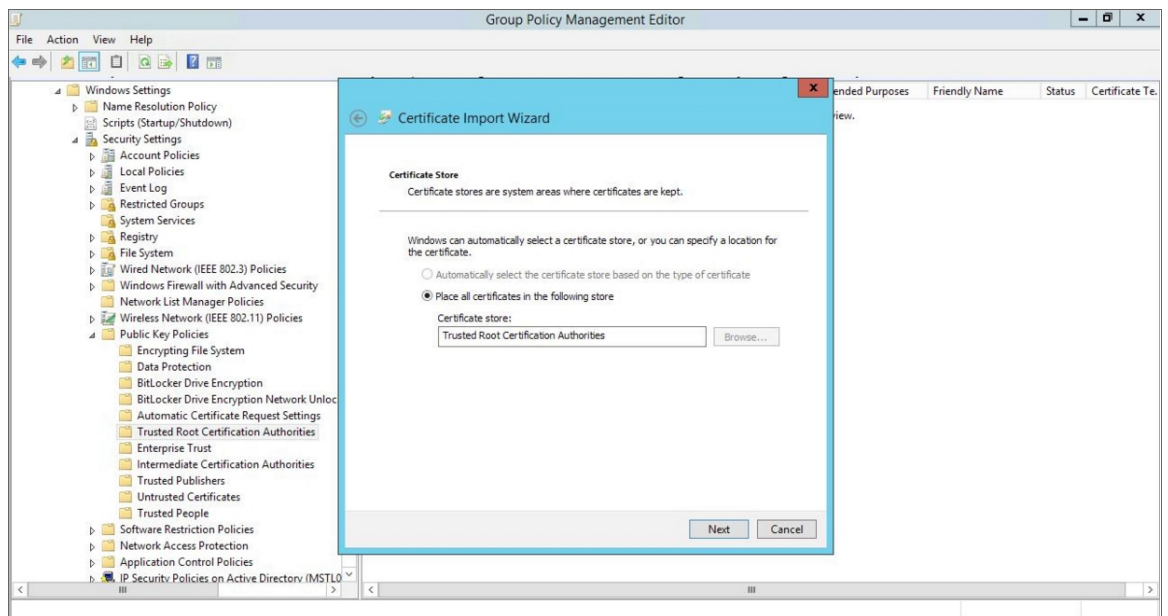 Group Policy Management Editor
File Action View Help
Windows Settings
Name Resolution Policy
Scripts (Startup/Shutdown)
Security Settings
Account Policies
Local Policies
Event Log
Restricted Groups
System Services
Registry
File System
Wired Network (IEEE 802.3) Policies
Windows Firewall with Advanced Security
Network List Manager Policies
Wireless Network (IEEE 802.11) Policies
Public Key Policies
Encrypting File System
Data Protection
BitLocker Drive Encryption
BitLocker Drive Encryption Network Unloc
Automatic Certificate Request Settings
Trusted Root Certification Authorities
Enterprise Trust
Intermediate Certification Authorities
Trusted Publishers
Untrusted Certificates
Trusted People
Software Restriction Policies
Network Access Protection
Application Control Policies
IP Security Policies on Active Directory (MSTL0
ended Purposes Friendly Name Status Certificate Te.
view.
Certificate Import Wizard
Certificate Store
Certificate stores are system areas where certificates are kept.
Windows can automatically select a certificate store, or you can specify a location for
the certificate.
Automatically select the certificate store based on the type of certificate
Place all certificates in the following store
Certificate store:
Trusted Root Certification Authorities
Browse...
Next Cancel